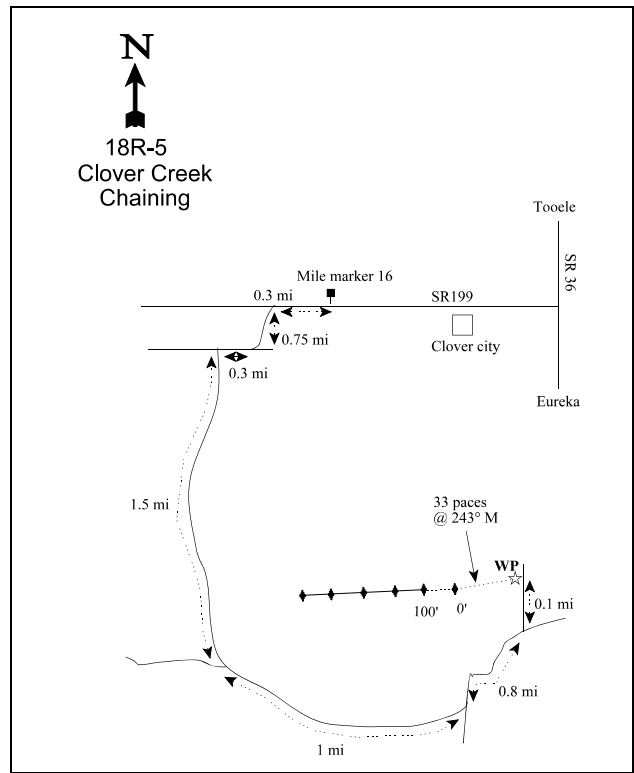 N
18R-5
Clover Creek
Chaining
Tooele
SR 36
Mile marker 16
0.3 mi
SR199
0.75 mi
Clover city
0.3 mi
Eureka
1.5 mi
33 paces
@ 243° M
WP
100' 0'
0.1 mi
0.8 mi
1 mi